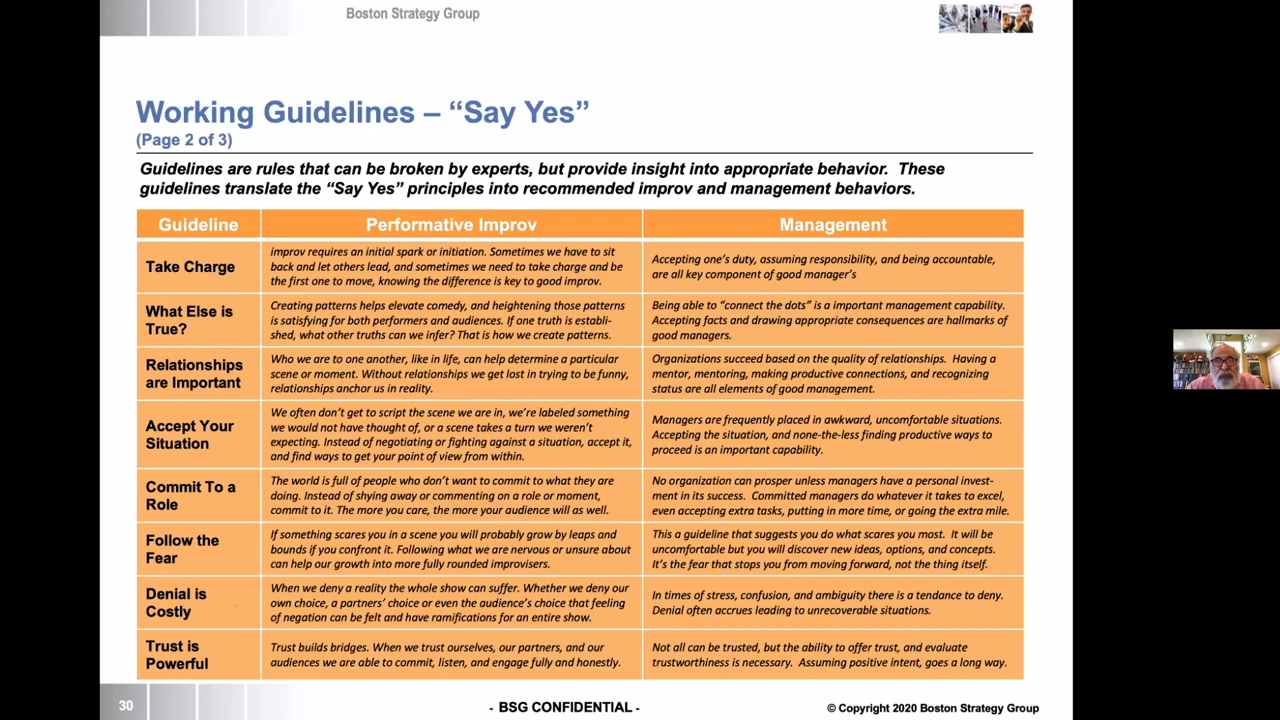 Boston Strategy Group
Working Guidelines – “Say Yes”
(Page 2 of 3)
Guidelines are rules that can be broken by experts, but provide insight into appropriate behavior. These
guidelines translate the “Say Yes” principles into recommended improv and management behaviors.
Guideline
Performative Improv
Management
Take Charge
improv requires an initial spark or initiation. Sometimes we have to sit
back and let others lead, and sometimes we need to take charge and be
the first one to move, knowing the difference is key to good improv.
Accepting one’s duty, assuming responsibility, and being accountable,
are all key component of good manager’s
What Else is
True?
Creating patterns helps elevate comedy, and heightening those patterns
is satisfying for both performers and audiences. If one truth is establi-
shed, what other truths can we infer? That is how we create patterns.
Being able to “connect the dots” is a important management capability.
Accepting facts and drawing appropriate consequences are hallmarks of
good managers.
Relationships
are Important
Who we are to one another, like in life, can help determine a particular
scene or moment. Without relationships we get lost in trying to be funny,
relationships anchor us in reality.
Organizations succeed based on the quality of relationships. Having a
mentor, mentoring, making productive connections, and recognizing
status are all elements of good management.
Accept Your
Situation
We often don’t get to script the scene we are in, we’re labeled something
we would not have thought of, or a scene takes a turn we weren’t
expecting. Instead of negotiating or fighting against a situation, accept it,
and find ways to get your point of view from within.
Managers are frequently placed in awkward, uncomfortable situations.
Accepting the situation, and none-the-less finding productive ways to
proceed is an important capability.
Commit To a
Role
The world is full of people who don’t want to commit to what they are
doing. Instead of shying away or commenting on a role or moment,
commit to it. The more you care, the more your audience will as well.
No organization can prosper unless managers have a personal invest-
ment in its success. Committed managers do whatever it takes to excel,
even accepting extra tasks, putting in more time, or going the extra mile.
Follow the
Fear
If something scares you in a scene you will probably grow by leaps and
bounds if you confront it. Following what we are nervous or unsure about
can help our growth into more fully rounded improvisers.
This a guideline that suggests you do what scares you most. It will be
uncomfortable but you will discover new ideas, options, and concepts.
It’s the fear that stops you from moving forward, not the thing itself.
Denial is
Costly
When we deny a reality the whole show can suffer. Whether we deny our
own choice, a partners’ choice or even the audience’s choice that feeling
of negation can be felt and have ramifications for an entire show.
In times of stress, confusion, and ambiguity there is a tendance to deny.
Denial often accrues leading to unrecoverable situations.
Trust is
Powerful
Trust builds bridges. When we trust ourselves, our partners, and our
audiences we are able to commit, listen, and engage fully and honestly.
Not all can be trusted, but the ability to offer trust, and evaluate
trustworthiness is necessary. Assuming positive intent, goes a long way.
30
- BSG CONFIDENTIAL -
© Copyright 2020 Boston Strategy Group